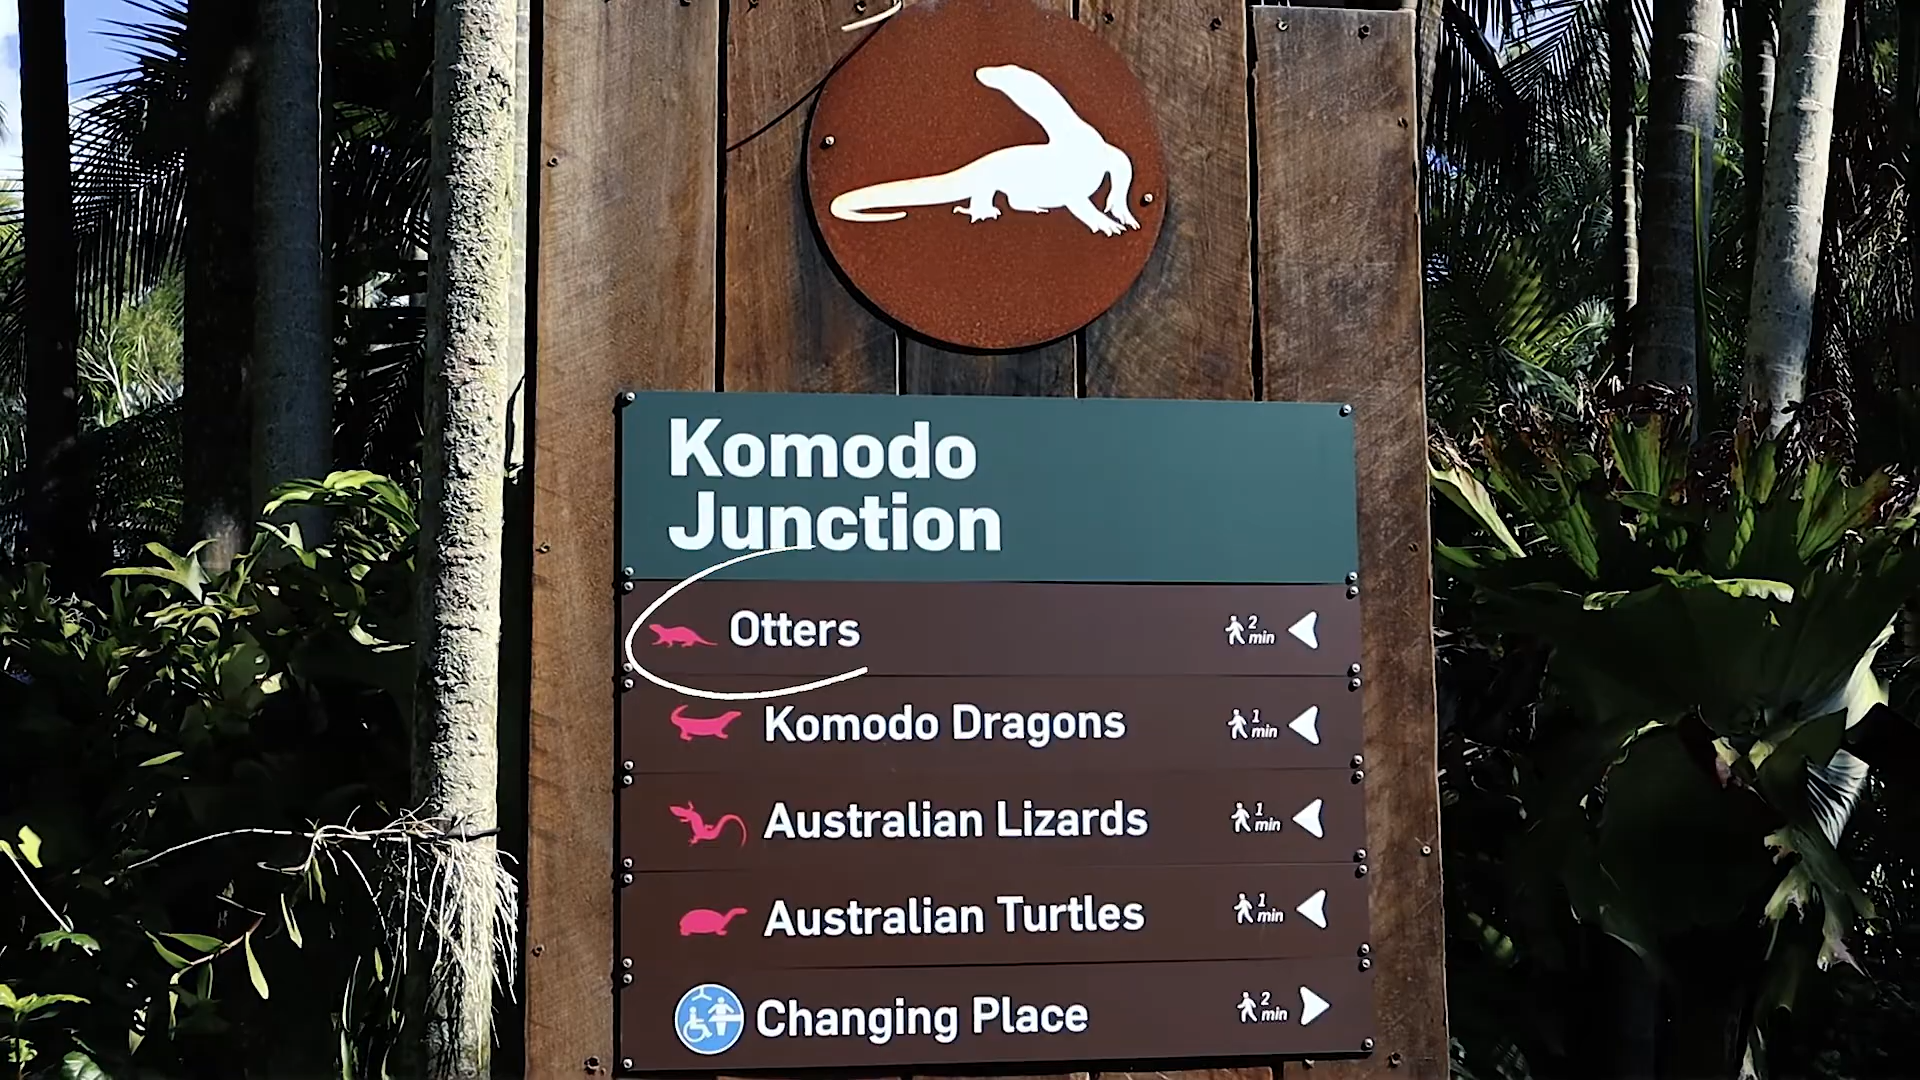 Komodo
Junction
Otters 2 min
Komodo Dragons 1 min
Australian Lizards 1 min
Australian Turtles 1 min
Changing Place 2 min